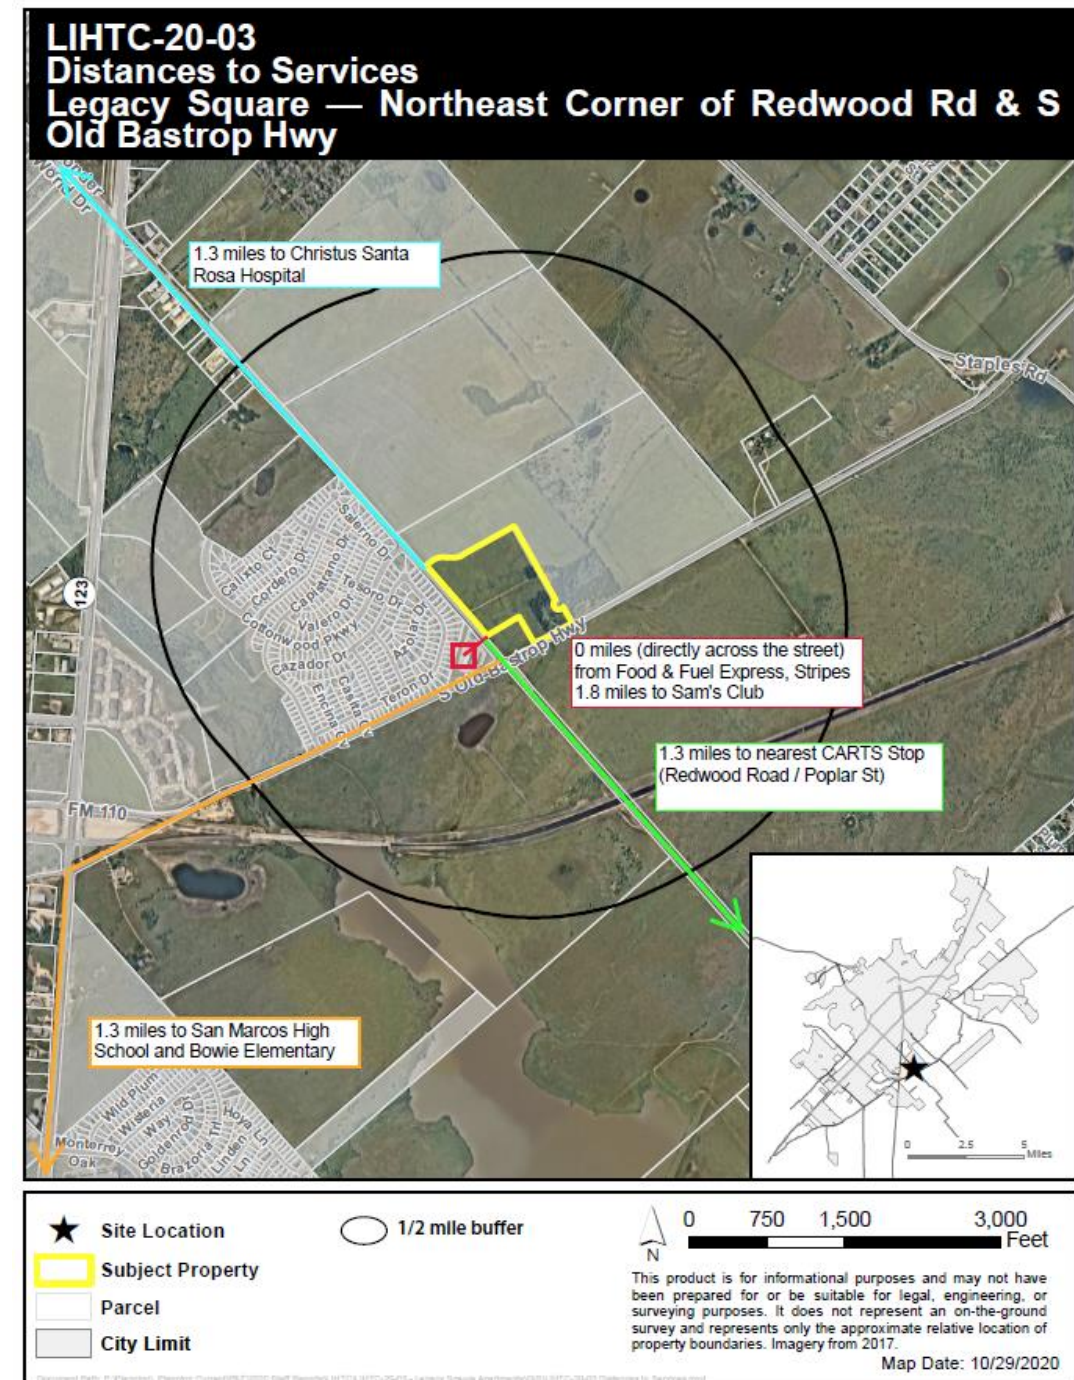 LIHTC-20-03
Distances to Services
Legacy Square — Northeast Corner of Redwood Rd & S
Old Bastrop Hwy
World Dr
1.3 miles to Christus Santa
Rosa Hospital
Staples Rd
123
Salerno Dr
Calixto Ct
Cordero Dr
Capistrano Dr
Tesoro Dr
Valero Dr
Cottonwood Pkwy
Azolar Dr
Cazador Dr
Teron Dr
Casita Cv
Encina Cv
S Old Bastrop Hwy
0 miles (directly across the street)
from Food & Fuel Express, Stripes
1.8 miles to Sam's Club
1.3 miles to nearest CARTS Stop
(Redwood Road / Poplar St)
FM 110
1.3 miles to San Marcos High
School and Bowie Elementary
Wild Plum
Wisteria
Way
Goldenrod
Brazoria Trl
Hoya Ln
Linden
Ln
Monterrey
Oak
0 2.5 5
Miles
Site Location
1/2 mile buffer
Subject Property
Parcel
City Limit
N
0 750 1,500 3,000
Feet
This product is for informational purposes and may not have
been prepared for or be suitable for legal, engineering, or
surveying purposes. It does not represent an on-the-ground
survey and represents only the approximate relative location of
property boundaries. Imagery from 2017.
Map Date: 10/29/2020